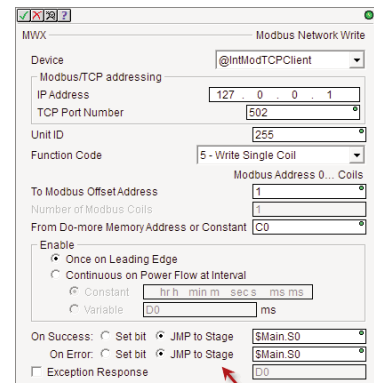 MWX Modbus Network Write
Device @IntModTCPClient
Modbus/TCP addressing
IP Address 127 . 0 . 0 . 1
TCP Port Number 502
Unit ID 255
Function Code 5 - Write Single Coil
Modbus Address 0... Coils
To Modbus Offset Address 1
Number of Modbus Coils 1
From Do-more Memory Address or Constant C0
Enable
Once on Leading Edge
Continuous on Power Flow at Interval
Constant hr h min m sec s ms ms
Variable D0 ms
On Success: Set bit JMP to Stage $Main.S0
On Error: Set bit JMP to Stage $Main.S0
Exception Response D0